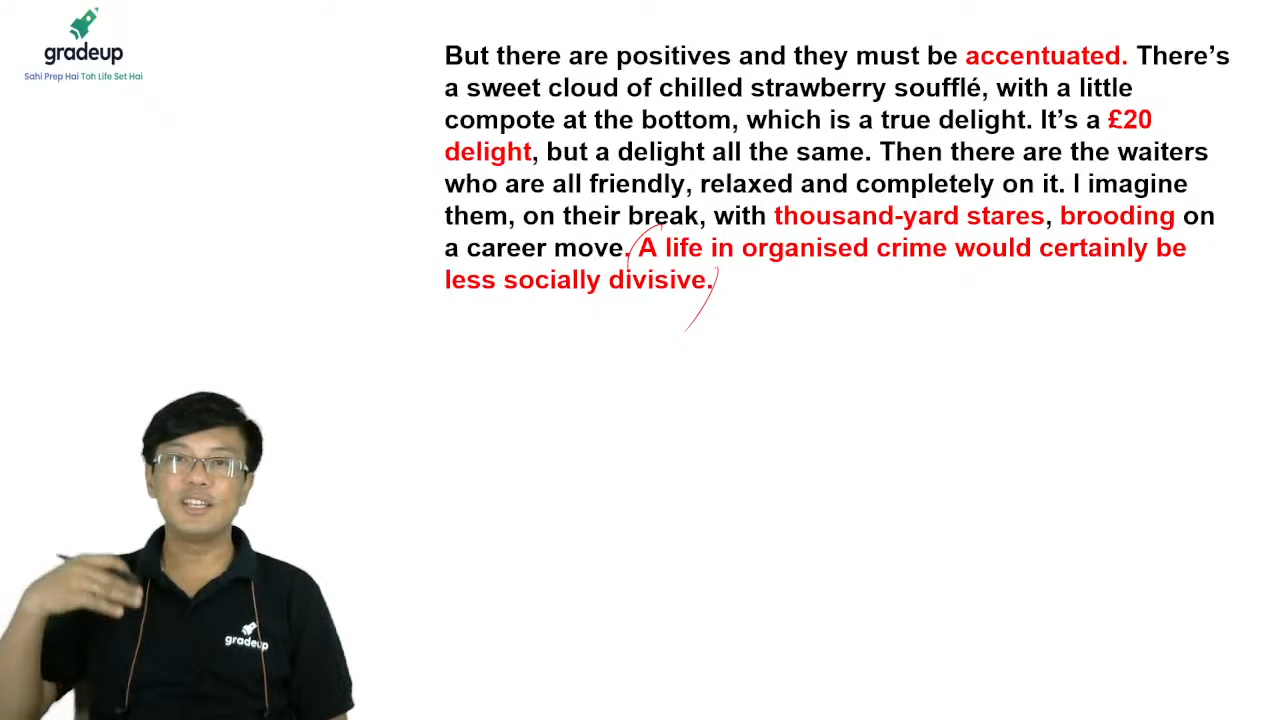 gradeup
Sahi Prep Hai Toh Life Set Hai
But there are positives and they must be accentuated. There’s
a sweet cloud of chilled strawberry soufflé, with a little
compote at the bottom, which is a true delight. It’s a £20
delight, but a delight all the same. Then there are the waiters
who are all friendly, relaxed and completely on it. I imagine
them, on their break, with thousand-yard stares, brooding on
a career move. A life in organised crime would certainly be
less socially divisive.
gradeup